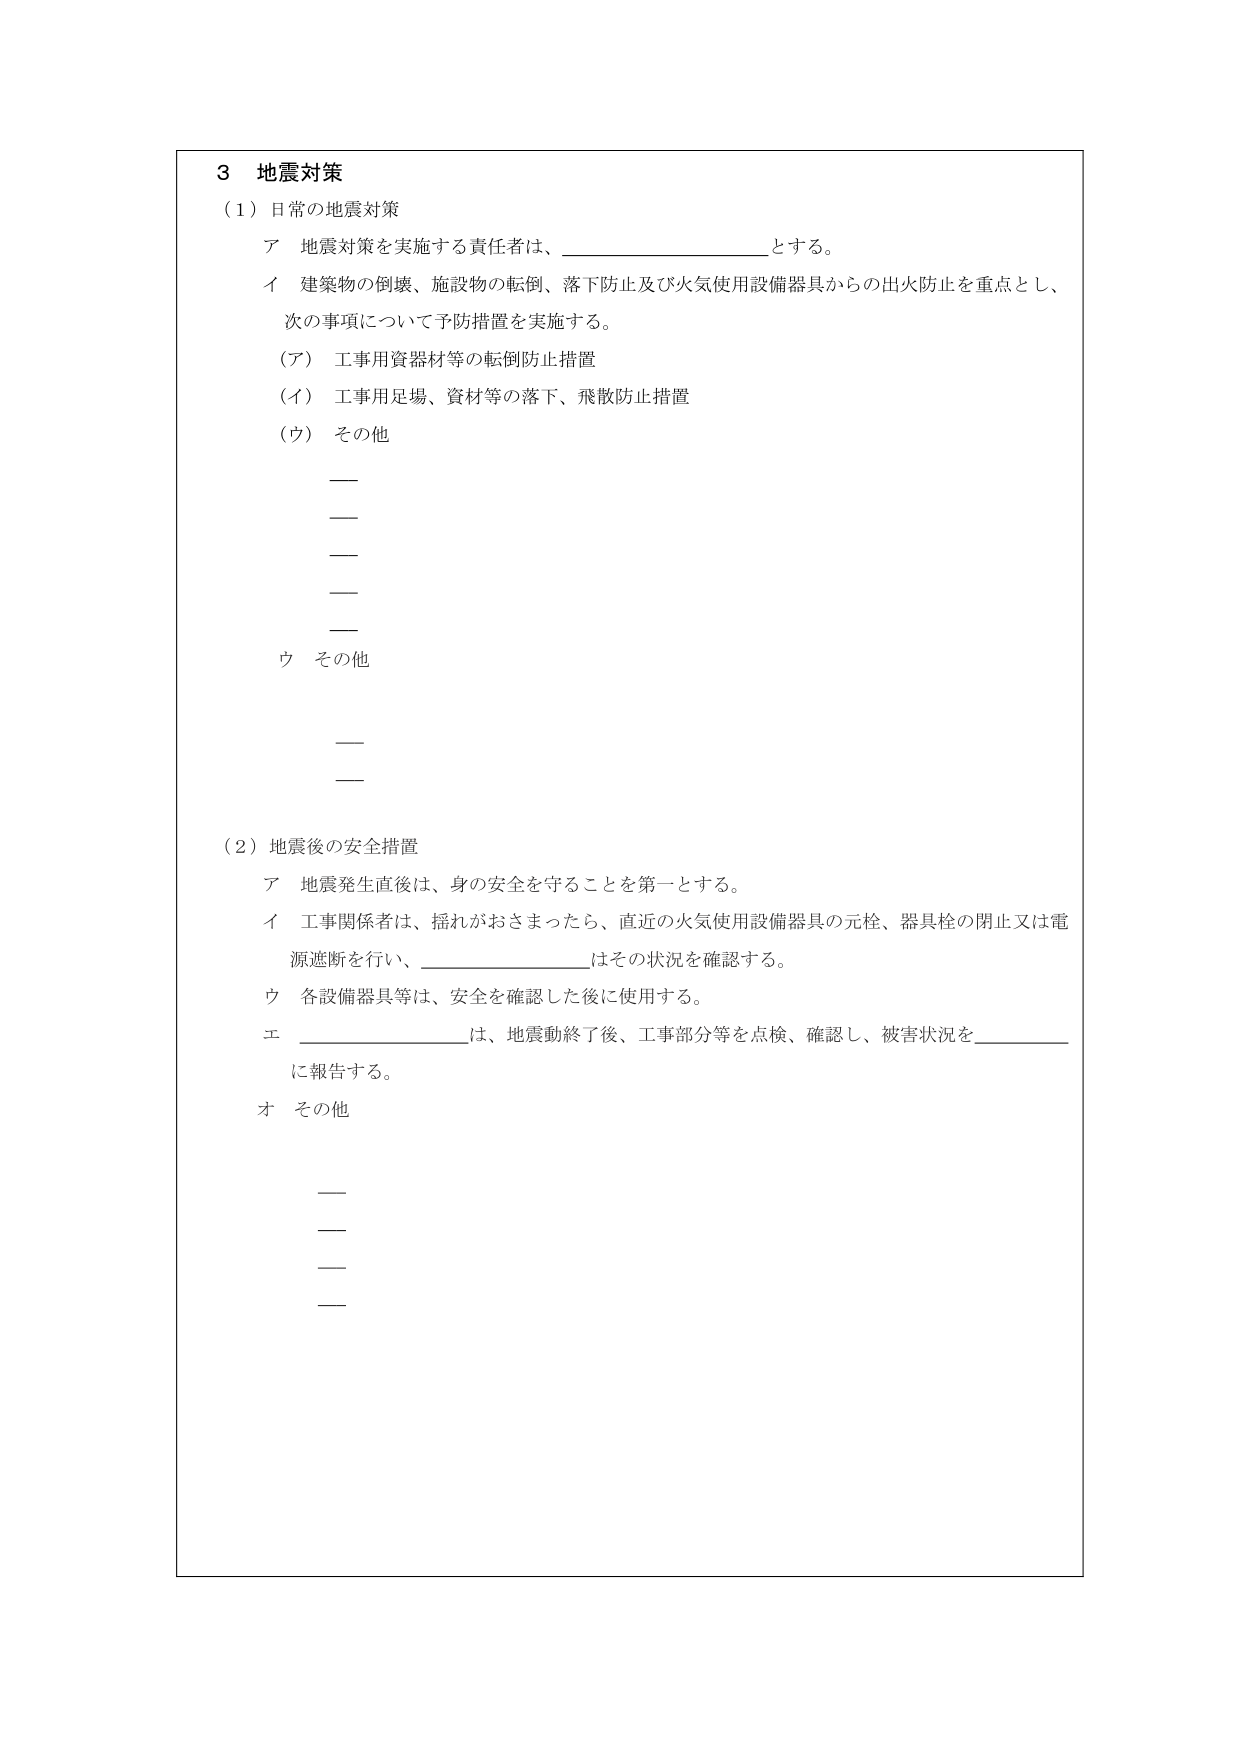 ３　地震対策
（１）日常の地震対策
ア　地震対策を実施する責任者は、＿＿＿＿＿＿＿＿＿＿＿とする。
イ　建築物の倒壊、施設物の転倒、落下防止及び火気使用設備器具からの出火防止を重点とし、
次の事項について予防措置を実施する。
（ア）　工事用資器材等の転倒防止措置
（イ）　工事用足場、資材等の落下、飛散防止措置
（ウ）　その他
ウ　その他
（２）地震後の安全措置
ア　地震発生直後は、身の安全を守ることを第一とする。
イ　工事関係者は、揺れがおさまったら、直近の火気使用設備器具の元栓、器具栓の閉止又は電
源遮断を行い、＿＿＿＿＿＿＿＿＿はその状況を確認する。
ウ　各設備器具等は、安全を確認した後に使用する。
エ　＿＿＿＿＿＿＿＿＿は、地震動終了後、工事部分等を点検、確認し、被害状況を＿＿＿＿＿
に報告する。
オ　その他